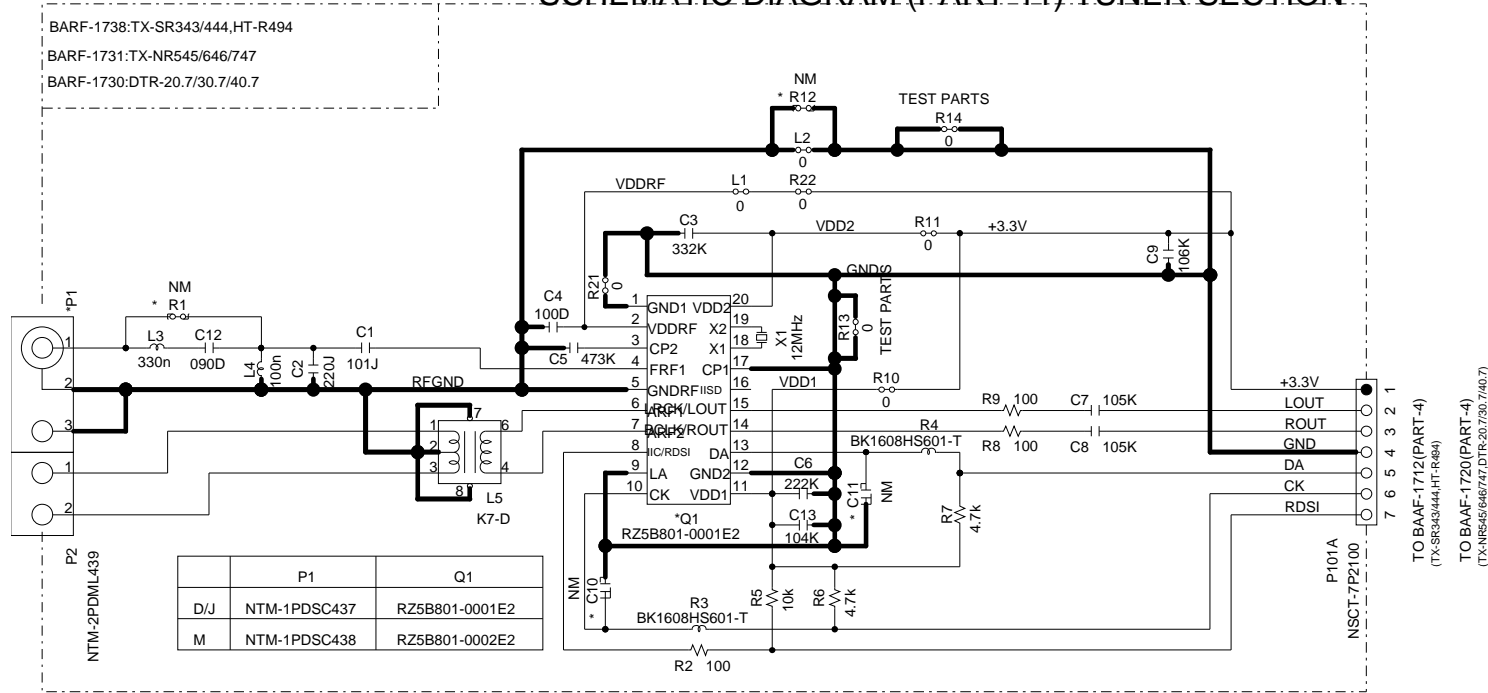 SCHEMATIC DIAGRAM (PART-11) TUNER SECTION
BARF-1738:TX-SR343/444,HT-R494
BARF-1731:TX-NR545/646/747
BARF-1730:DTR-20.7/30.7/40.7
NM
* R12
L2
0
TEST PARTS
R14
0
VDDRF
L1
0
R22
0
C3
332K
VDD2
R11
0
+3.3V
C9
106K
GNDS
R21
0
C4
100D
C5
473K
1
2
3
4
5
6
7
8
9
10
GND1
VDDRF
CP2
FRF1
GNDRF
ARF1
ARF2
IIC/RDSI
LA
CK
VDD2
X2
X1
CP1
IISD
LRCK/LOUT
BCLK/ROUT
DA
GND2
VDD1
20
19
18
17
16
15
14
13
12
11
X1
12MHz
R13
0
TEST PARTS
*P1
1
2
3
1
2
P2
NTM-2PDML439
NM
* R1
L3
330n
C12
090D
L4
100n
C2
220J
C1
101J
RFGND
1
2
3
7
6
4
8
L5
K7-D
*Q1
RZ5B801-0001E2
VDD1
R10
0
R9 100
R8 100
C7 105K
C8 105K
R4
BK1608HS601-T
C6
222K
C13
104K
* C11
NM
R7
4.7k
NM
* C10
R3
BK1608HS601-T
R5
10k
R6
4.7k
R2 100
+3.3V
LOUT
ROUT
GND
DA
CK
RDSI
1
2
3
4
5
6
7
P101A
NSCT-7P2100
TO BAAF-1712(PART-4)
(TX-SR343/444,HT-R494)
TO BAAF-1720(PART-4)
(TX-NR545/646/747,DTR-20.7/30.7/40.7)
P1 Q1
D/J NTM-1PDSC437 RZ5B801-0001E2
M NTM-1PDSC438 RZ5B801-0002E2